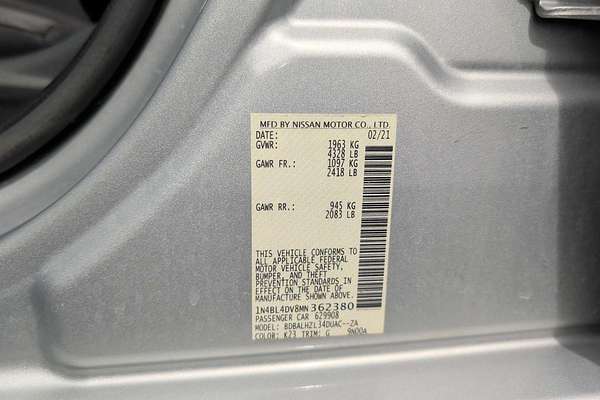 MFD BY NISSAN MOTOR CO., LTD.
DATE: 02/21
GVWR: 1963 KG
4328 LB
GAWR FR.: 1097 KG
2418 LB
GAWR RR.: 945 KG
2083 LB
THIS VEHICLE CONFORMS TO
ALL APPLICABLE FEDERAL
MOTOR VEHICLE SAFETY,
BUMPER, AND THEFT
PREVENTION STANDARDS IN
EFFECT ON THE DATE OF
MANUFACTURE SHOWN ABOVE.
1N4BL4DV8MN362380
PASSENGER CAR 629908
MODEL: BDBALHZL34DUAC--ZA
COLOR: K23 TRIM: G 9N00A